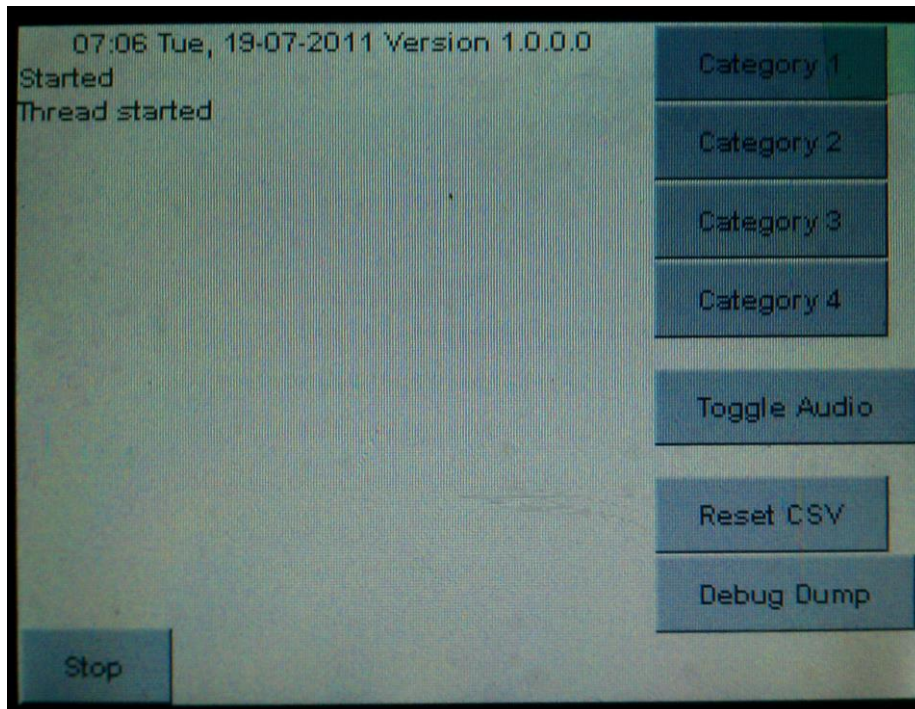 07:06 Tue, 19-07-2011 Version 1.0.0.0
Started
Thread started
Category 1
Category 2
Category 3
Category 4
Toggle Audio
Reset CSV
Debug Dump
Stop